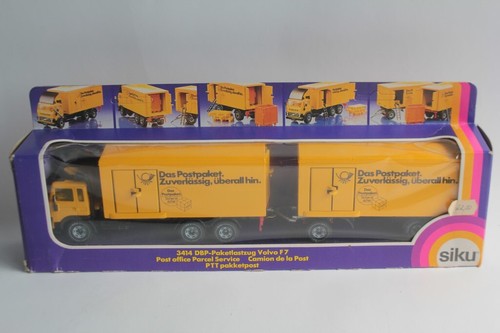 Das Postpaket.
Zuverlässig, überall hin.
Das Postpaket.
Zuverlässig, überall hin.
3414 DBP-Paketlastzug Volvo F7
Post office Parcel Service Camion de la Post
PTT pakketpost
siku